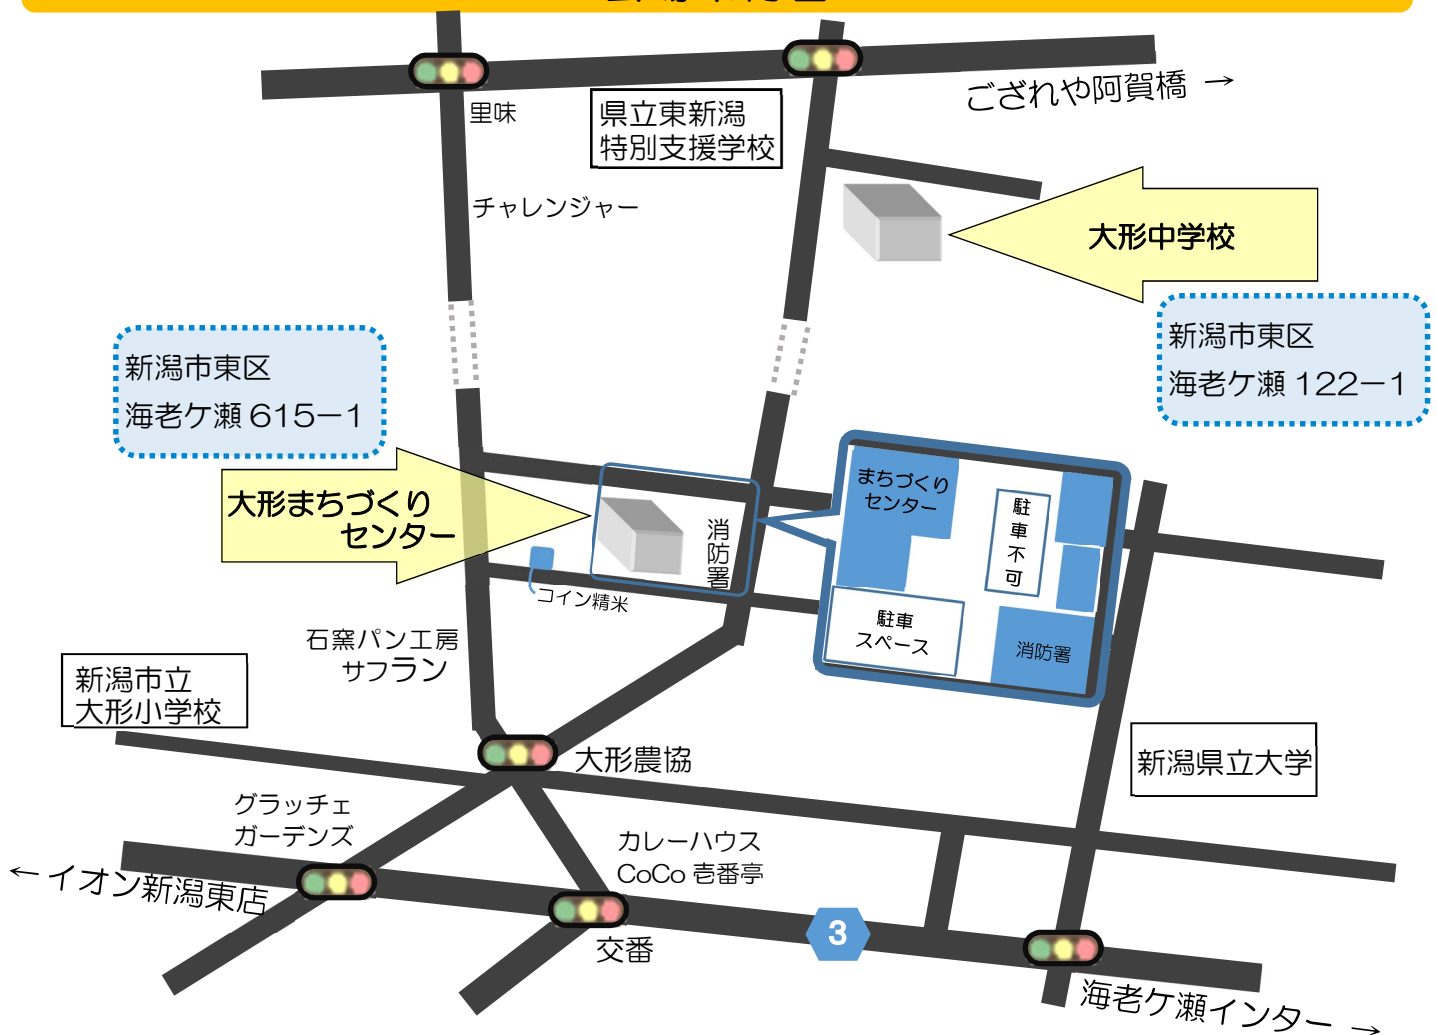 里味
県立東新潟
特別支援学校
ござれや阿賀橋 →
チャレンジャー
大形中学校
新潟市東区
海老ケ瀬 122－1
新潟市東区
海老ケ瀬 615－1
大形まちづくり
センター
消防署
コイン精米
まちづくり
センター
駐車不可
駐車
スペース
消防署
石窯パン工房
サフラン
新潟市立
大形小学校
大形農協
新潟県立大学
グラッチェ
ガーデンズ
カレーハウス
CoCo 壱番亭
←イオン新潟東店
交番
3
海老ケ瀬インター →